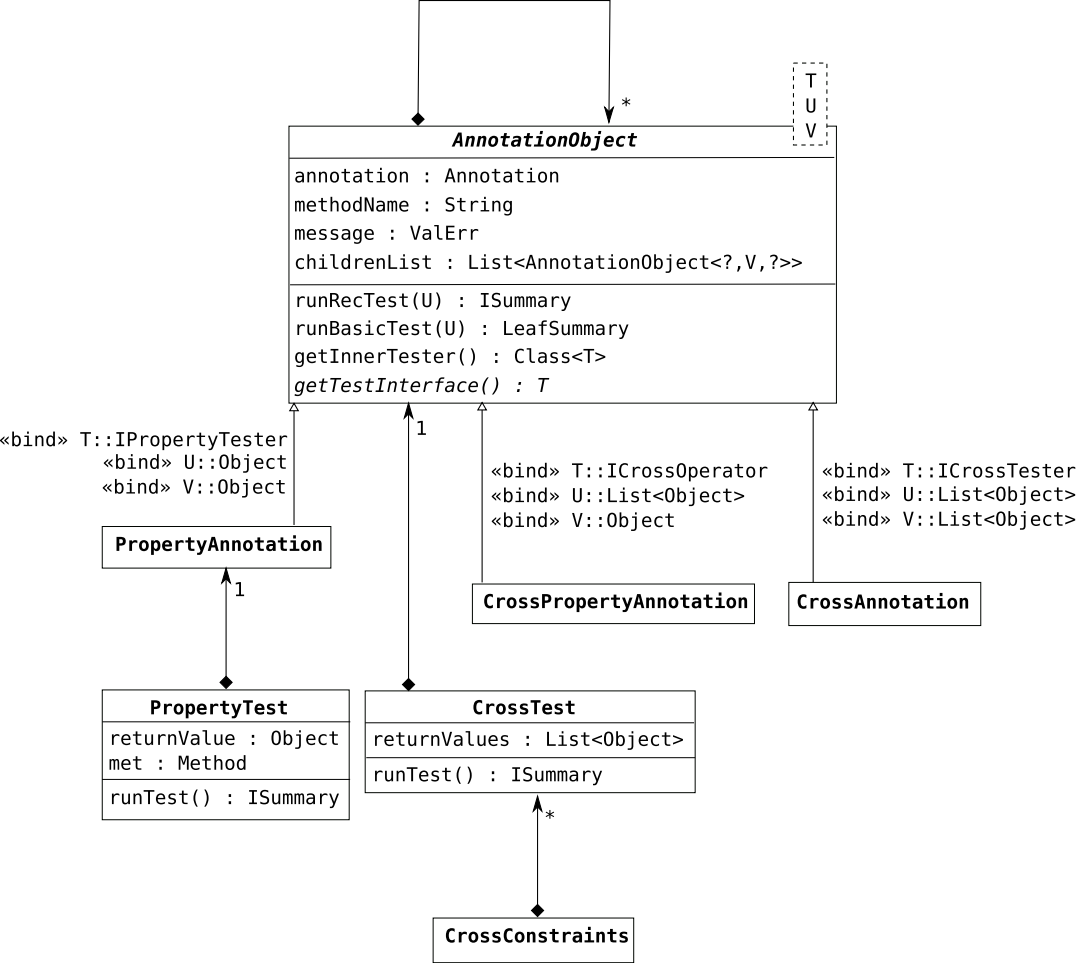 T
U
V
*
AnnotationObject
annotation : Annotation
methodName : String
message : ValErr
childrenList : List<AnnotationObject<?,V,?>>
runRecTest(U) : ISummary
runBasicTest(U) : LeafSummary
getInnerTester() : Class<T>
getTestInterface() : T
1
«bind» T::IPropertyTester
«bind» U::Object
«bind» V::Object
«bind» T::ICrossOperator
«bind» U::List<Object>
«bind» V::Object
«bind» T::ICrossTester
«bind» U::List<Object>
«bind» V::List<Object>
PropertyAnnotation
1
CrossPropertyAnnotation
CrossAnnotation
PropertyTest
returnValue : Object
met : Method
runTest() : ISummary
CrossTest
returnValues : List<Object>
runTest() : ISummary
*
CrossConstraints